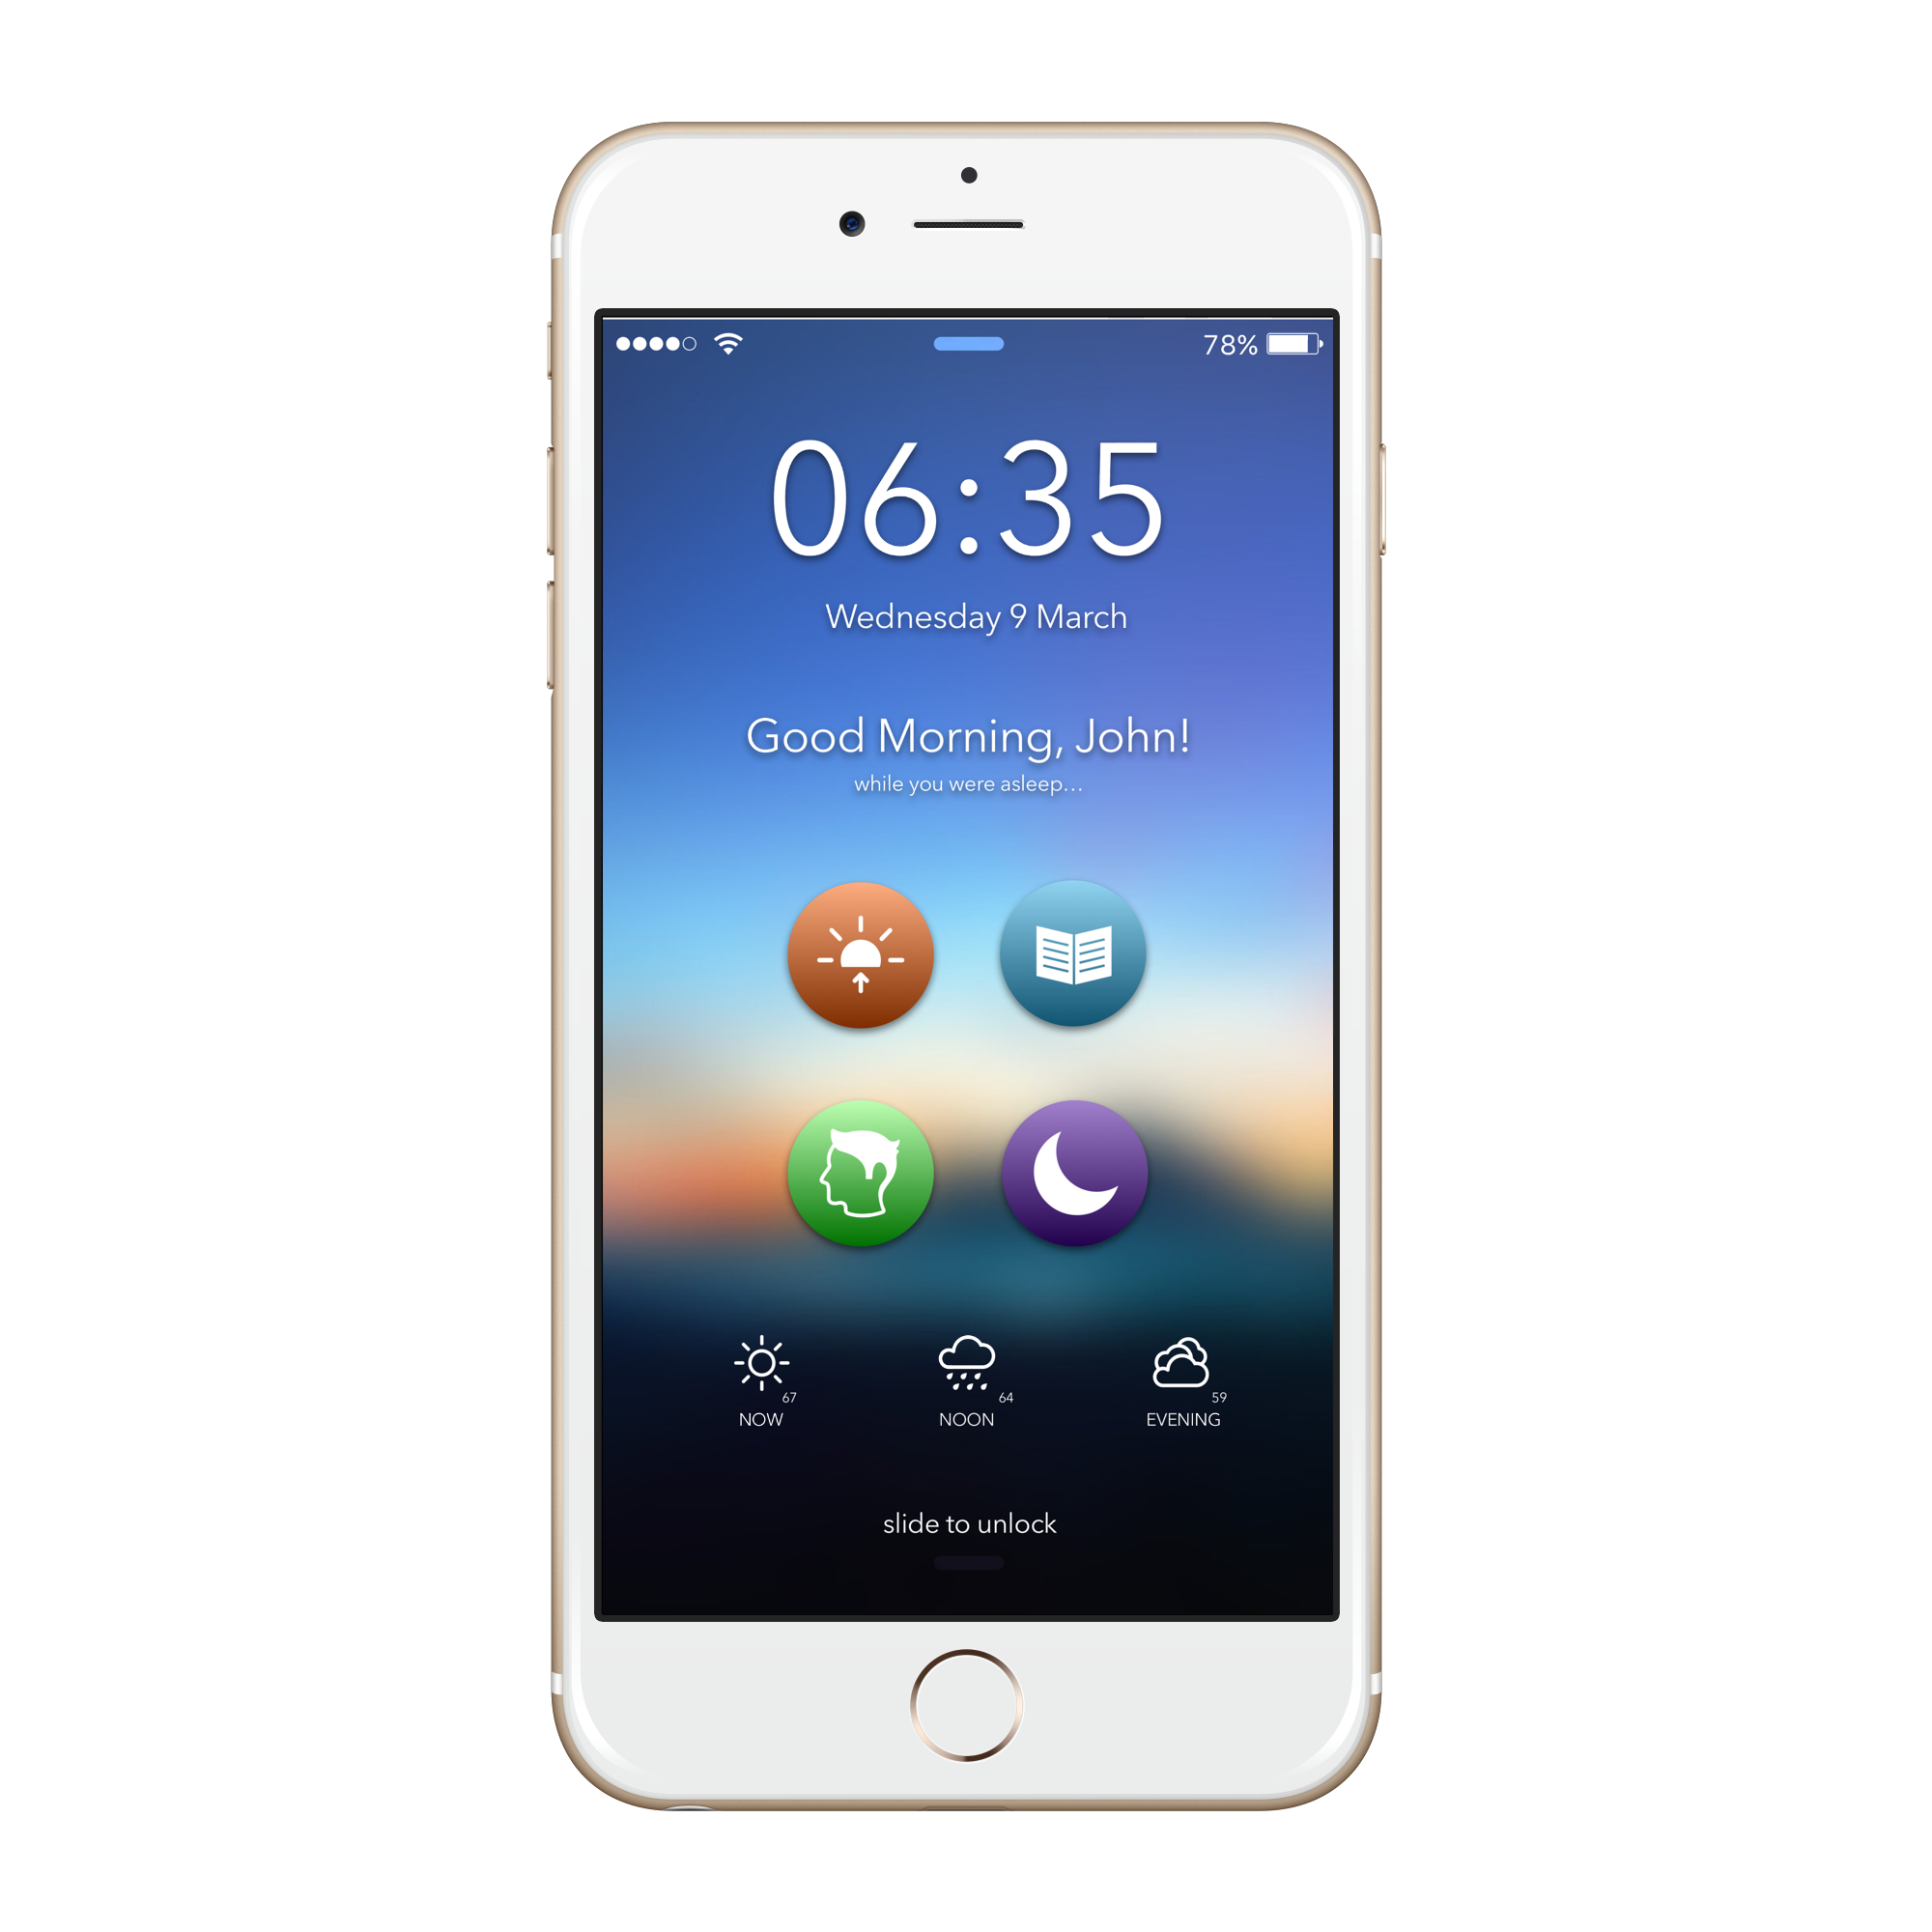 78%
06:35
Wednesday 9 March
Good Morning, John!
while you were asleep...
67
64
59
NOW
NOON
EVENING
slide to unlock